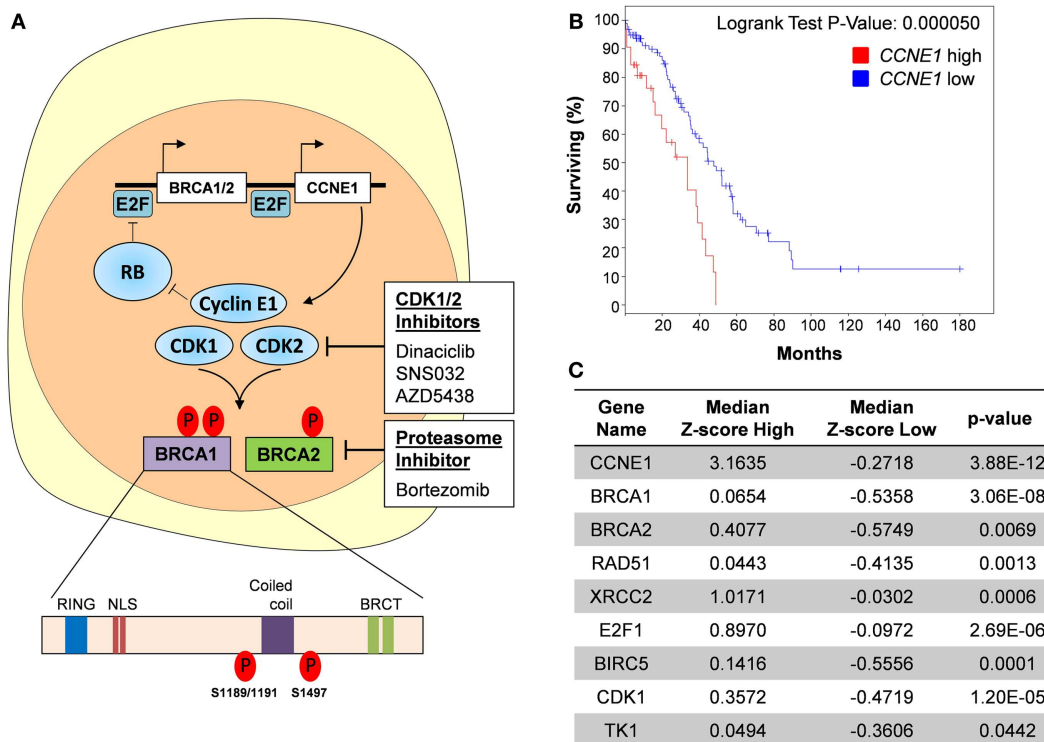 A
BRCA1/2
CCNE1
E2F
E2F
RB
Cyclin E1
CDK1
CDK2
CDK1/2
Inhibitors
Dinaciclib
SNS032
AZD5438
P
P
P
BRCA1
BRCA2
Proteasome
Inhibitor
Bortezomib
RING
NLS
Coiled
coil
BRCT
P
P
S1189/1191
S1497
B
Logrank Test P-Value: 0.000050
CCNE1 high
CCNE1 low
Surviving (%)
100
90
80
70
60
50
40
30
20
10
0
20 40 60 80 100 120 140 160 180
Months
C
Gene Name Median Z-score High Median Z-score Low p-value
CCNE1 3.1635 -0.2718 3.88E-12
BRCA1 0.0654 -0.5358 3.06E-08
BRCA2 0.4077 -0.5749 0.0069
RAD51 0.0443 -0.4135 0.0013
XRCC2 1.0171 -0.0302 0.0006
E2F1 0.8970 -0.0972 2.69E-06
BIRC5 0.1416 -0.5556 0.0001
CDK1 0.3572 -0.4719 1.20E-05
TK1 0.0494 -0.3606 0.0442